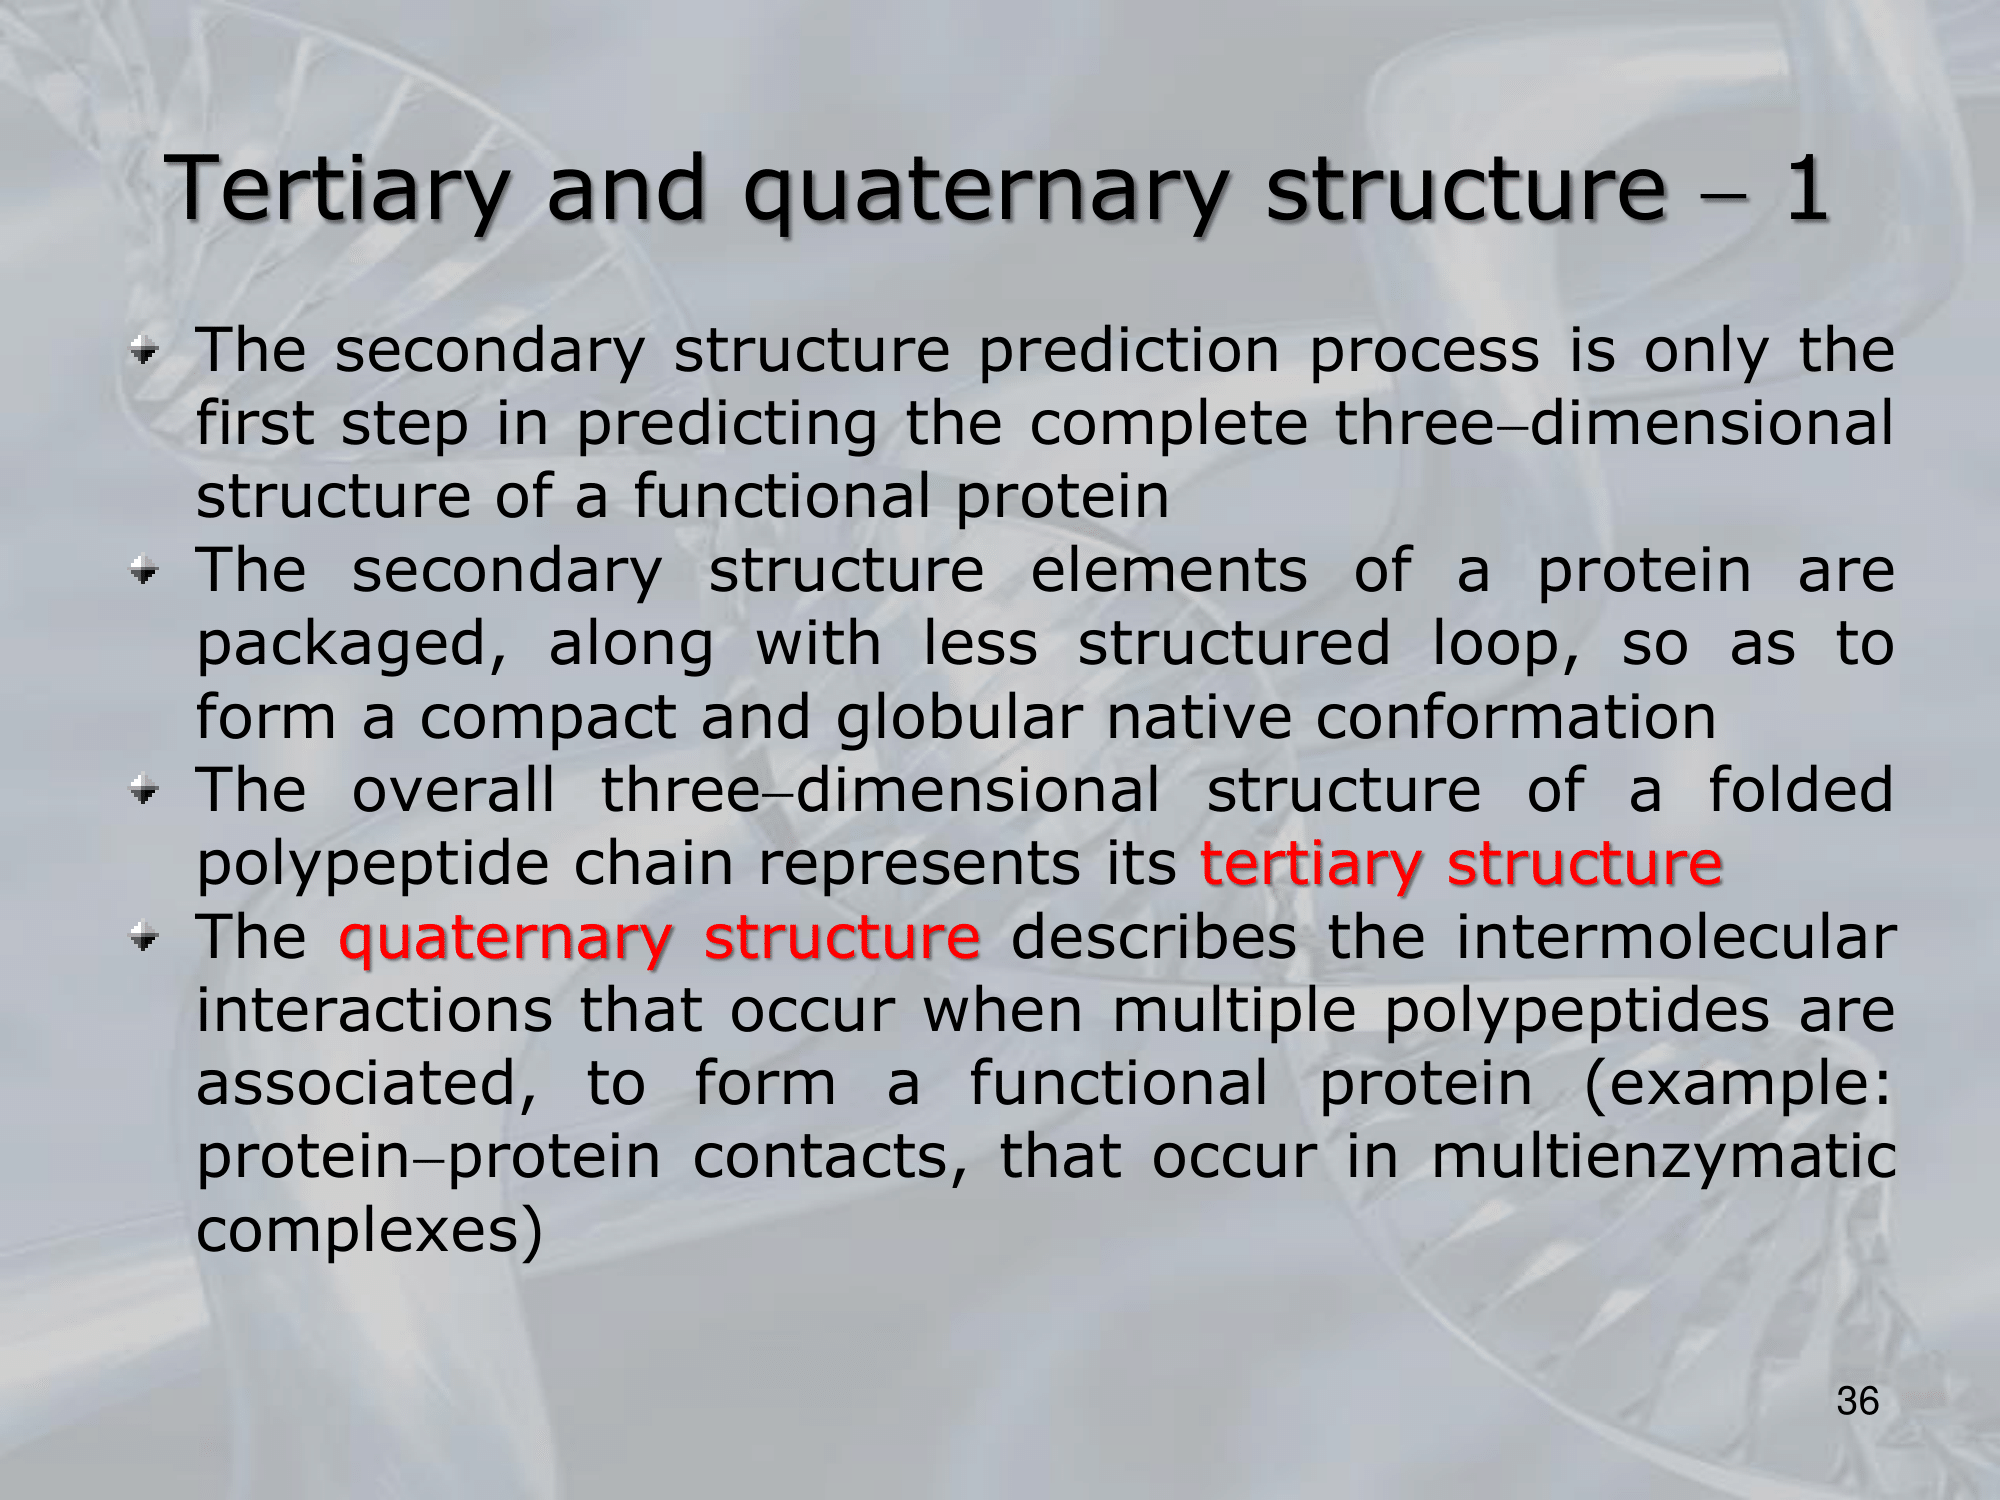 Tertiary and quaternary structure – 1
The secondary structure prediction process is only the
first step in predicting the complete three–dimensional
structure of a functional protein
The secondary structure elements of a protein are
packaged, along with less structured loop, so as to
form a compact and globular native conformation
The overall three–dimensional structure of a folded
polypeptide chain represents its tertiary structure
The quaternary structure describes the intermolecular
interactions that occur when multiple polypeptides are
associated, to form a functional protein (example:
protein–protein contacts, that occur in multienzymatic
complexes)
36